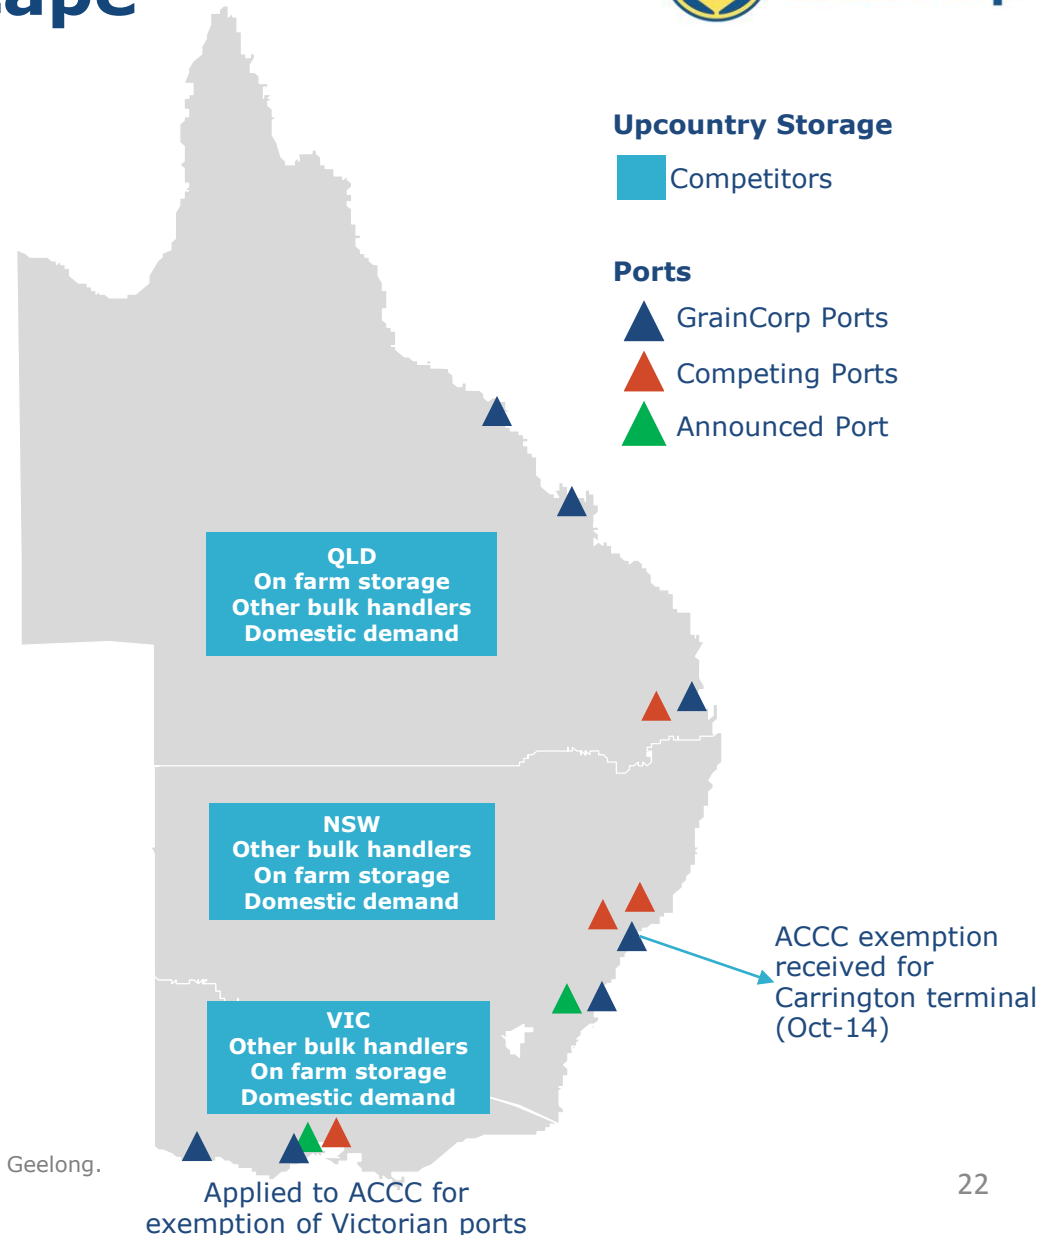 Upcountry Storage
Competitors
Ports
GrainCorp Ports
Competing Ports
Announced Port
QLD
On farm storage
Other bulk handlers
Domestic demand
NSW
Other bulk handlers
On farm storage
Domestic demand
ACCC exemption
received for
Carrington terminal
(Oct-14)
VIC
Other bulk handlers
On farm storage
Domestic demand
Geelong.
Applied to ACCC for
exemption of Victorian ports
22